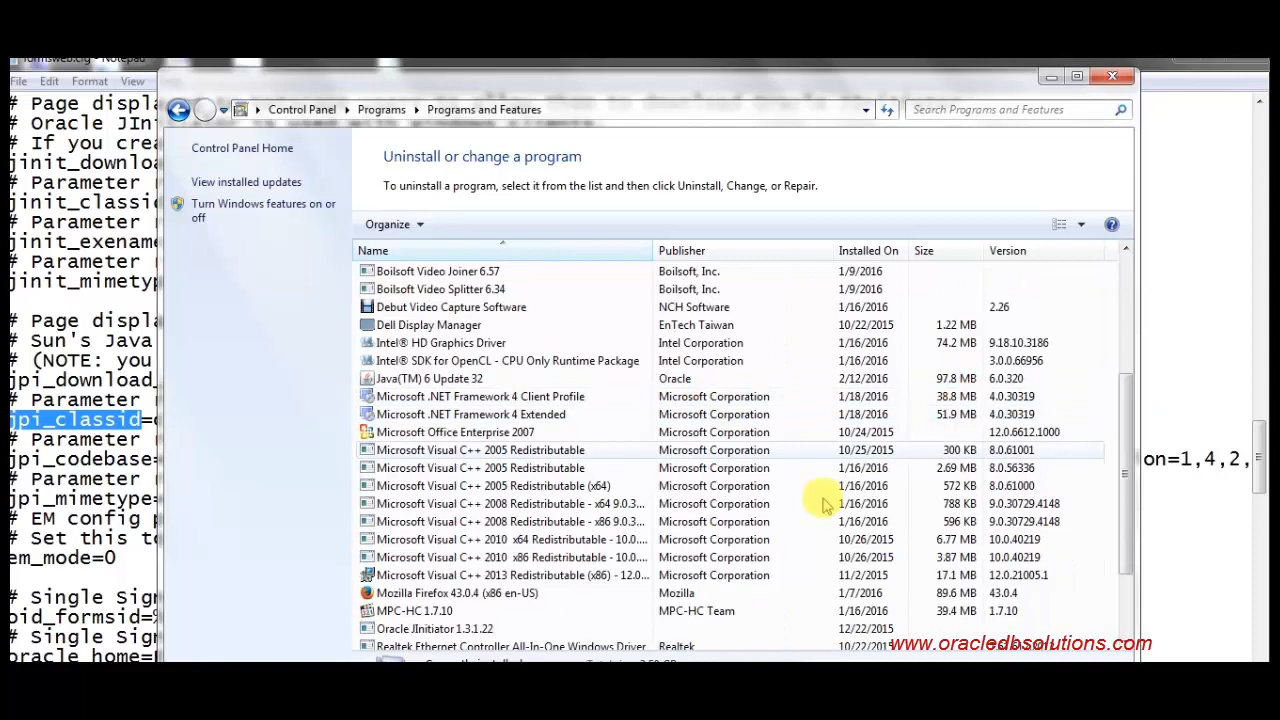 File Edit Format View
Control Panel Programs Programs and Features
Search Programs and Features
Control Panel Home
View installed updates
Turn Windows features on or off
Uninstall or change a program
To uninstall a program, select it from the list and then click Uninstall, Change, or Repair.
Organize
Name Publisher Installed On Size Version
Boilsoft Video Joiner 6.57 Boilsoft, Inc. 1/9/2016
Boilsoft Video Splitter 6.34 Boilsoft, Inc. 1/9/2016
Debut Video Capture Software NCH Software 1/16/2016 2.26
Dell Display Manager EnTech Taiwan 10/22/2015 1.22 MB
Intel® HD Graphics Driver Intel Corporation 1/16/2016 74.2 MB 9.18.10.3186
Intel® SDK for OpenCL - CPU Only Runtime Package Intel Corporation 1/16/2016 3.0.0.66956
Java(TM) 6 Update 32 Oracle 2/12/2016 97.8 MB 6.0.320
Microsoft .NET Framework 4 Client Profile Microsoft Corporation 1/18/2016 38.8 MB 4.0.30319
Microsoft .NET Framework 4 Extended Microsoft Corporation 1/18/2016 51.9 MB 4.0.30319
Microsoft Office Enterprise 2007 Microsoft Corporation 10/24/2015 12.0.6612.1000
Microsoft Visual C++ 2005 Redistributable Microsoft Corporation 10/25/2015 300 KB 8.0.61001
Microsoft Visual C++ 2005 Redistributable Microsoft Corporation 1/16/2016 2.69 MB 8.0.56336
Microsoft Visual C++ 2005 Redistributable (x64) Microsoft Corporation 1/16/2016 572 KB 8.0.61000
Microsoft Visual C++ 2008 Redistributable - x64 9.0.3... Microsoft Corporation 1/16/2016 788 KB 9.0.30729.4148
Microsoft Visual C++ 2008 Redistributable - x86 9.0.3... Microsoft Corporation 1/16/2016 596 KB 9.0.30729.4148
Microsoft Visual C++ 2010 x64 Redistributable - 10.0.... Microsoft Corporation 10/26/2015 6.77 MB 10.0.40219
Microsoft Visual C++ 2010 x86 Redistributable - 10.0.... Microsoft Corporation 10/26/2015 3.87 MB 10.0.40219
Microsoft Visual C++ 2013 Redistributable (x86) - 12.0... Microsoft Corporation 11/2/2015 17.1 MB 12.0.21005.1
Mozilla Firefox 43.0.4 (x86 en-US) Mozilla 1/7/2016 89.6 MB 43.0.4
MPC-HC 1.7.10 MPC-HC Team 1/16/2016 39.4 MB 1.7.10
Oracle JInitiator 1.3.1.22 12/22/2015
Realtek Ethernet Controller All-In-One Windows Driver Realtek 10/22/2015
# Page displa
# Oracle JIn
# If you crea
jinit_downloa
# Parameter
jinit_classid
# Parameter
jinit_exename
# Parameter
jinit_mimetyp
# Page displa
# Sun's Java
# (NOTE: you
jpi_download_
# Parameter
jpi_classid=
# Parameter
jpi_codebase=
# Parameter
jpi_mimetype=
# EM config p
# Set this to
em_mode=0
# Single Sig
oid_formsid=%
# Single Sig
oracle_home=
on=1,4,2,
www.oracledbsolutions.com